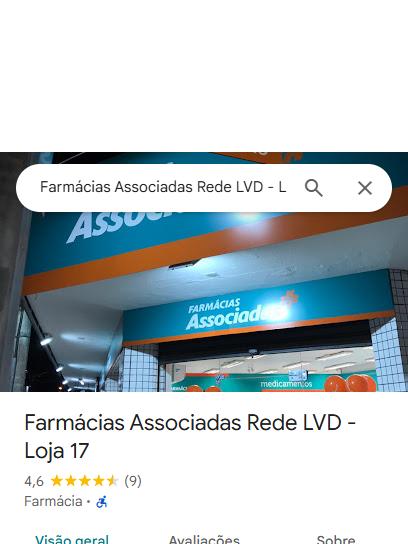 Farmácias Associadas Rede LVD - L
Assoc
FARMÁCIAS
Associadas
medicamentos
Farmácias Associadas Rede LVD -
Loja 17
4,6 (9)
Farmácia ·
Visão geral Avaliações Sobre